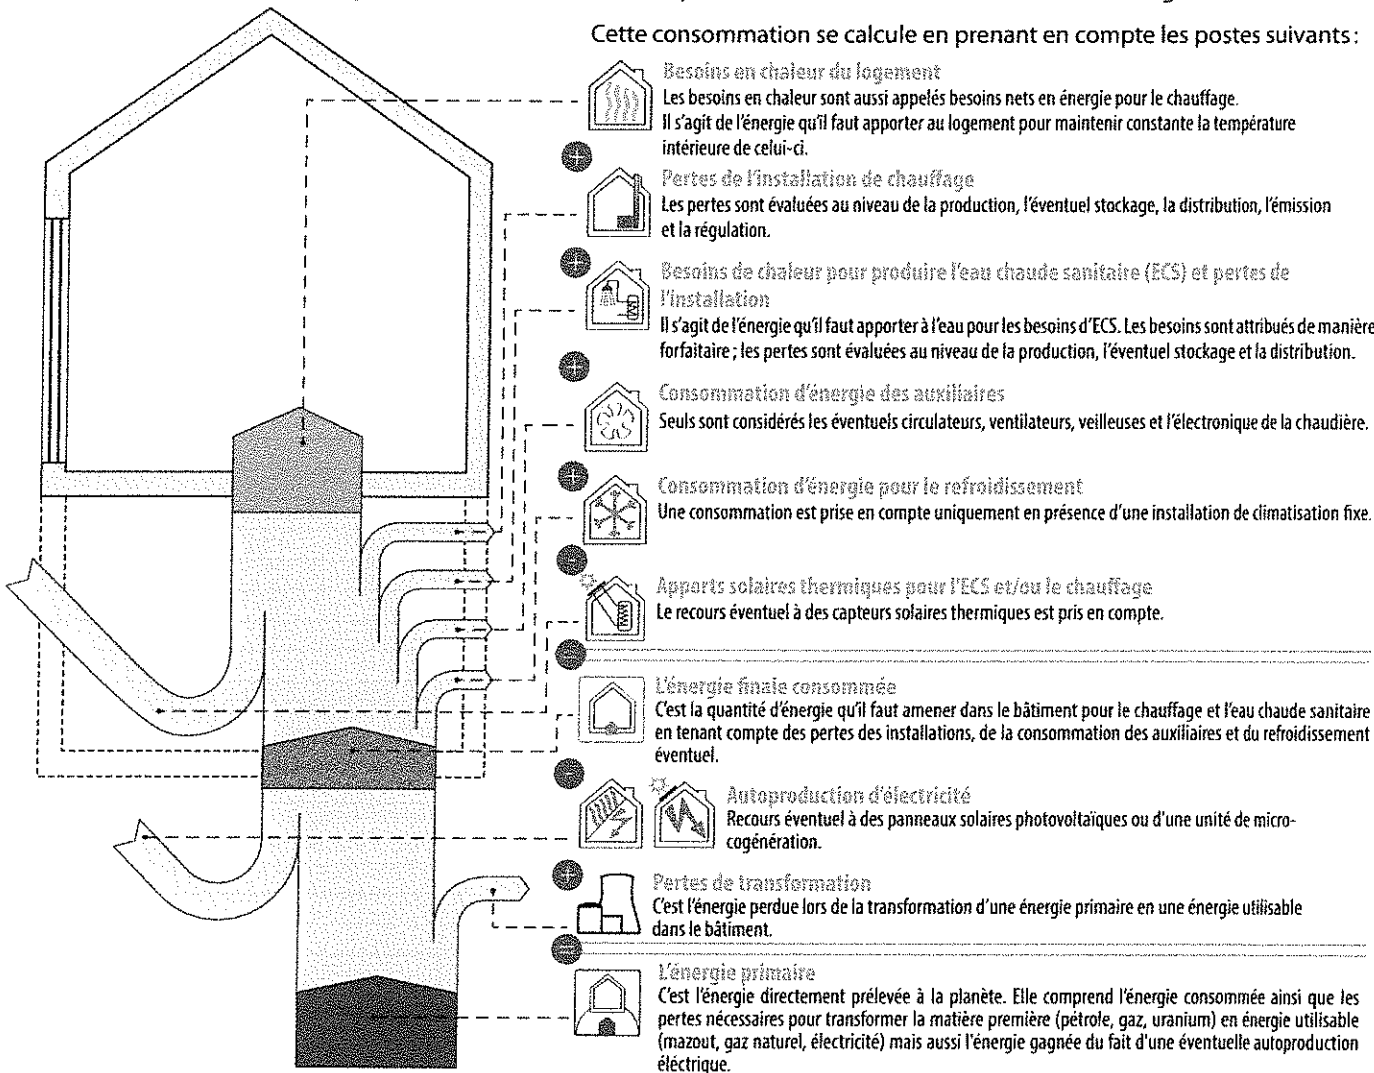 Cette consommation se calcule en prenant en compte les postes suivants :
Besoins en chaleur du logement
Les besoins en chaleur sont aussi appelés besoins nets en énergie pour le chauffage.
Il s'agit de l'énergie qu'il faut apporter au logement pour maintenir constante la température
intérieure de celui-ci.
Pertes de l'installation de chauffage
Les pertes sont évaluées au niveau de la production, l'éventuel stockage, la distribution, l'émission
et la régulation.
Besoins de chaleur pour produire l'eau chaude sanitaire (ECS) et pertes de
l'installation
Il s'agit de l'énergie qu'il faut apporter à l'eau pour les besoins d'ECS. Les besoins sont attribués de manière
forfaitaire ; les pertes sont évaluées au niveau de la production, l'éventuel stockage et la distribution.
Consommation d'énergie des auxiliaires
Seuls sont considérés les éventuels circulateurs, ventilateurs, veilleuses et l'électronique de la chaudière.
Consommation d'énergie pour le refroidissement
Une consommation est prise en compte uniquement en présence d'une installation de climatisation fixe.
Apports solaires thermiques pour l'ECS et/ou le chauffage
Le recours éventuel à des capteurs solaires thermiques est pris en compte.
L'énergie finale consommée
C'est la quantité d'énergie qu'il faut amener dans le bâtiment pour le chauffage et l'eau chaude sanitaire
en tenant compte des pertes des installations, de la consommation des auxiliaires et du refroidissement
éventuel.
Autoproduction d'électricité
Recours éventuel à des panneaux solaires photovoltaïques ou d'une unité de micro-
cogénération.
Pertes de transformation
C'est l'énergie perdue lors de la transformation d'une énergie primaire en une énergie utilisable
dans le bâtiment.
L'énergie primaire
C'est l'énergie directement prélevée à la planète. Elle comprend l'énergie consommée ainsi que les
pertes nécessaires pour transformer la matière première (pétrole, gaz, uranium) en énergie utilisable
(mazout, gaz naturel, électricité) mais aussi l'énergie gagnée du fait d'une éventuelle autoproduction
éléctrique.